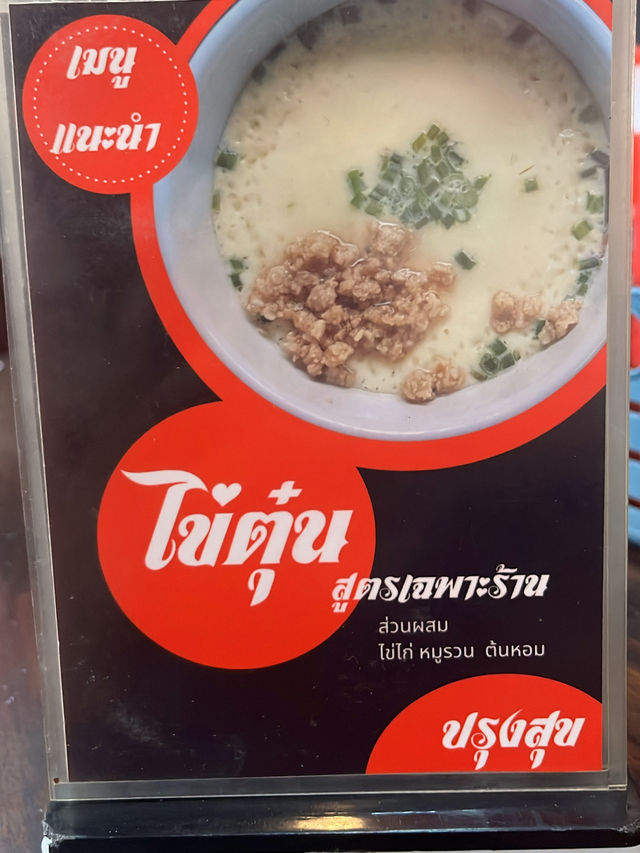 เมนู
แนะนำ
ไข่ตุ๋น
สูตรเฉพาะร้าน
ส่วนผสม
ไข่ไก่ หมูรวน ต้นหอม
ปรุงสุข